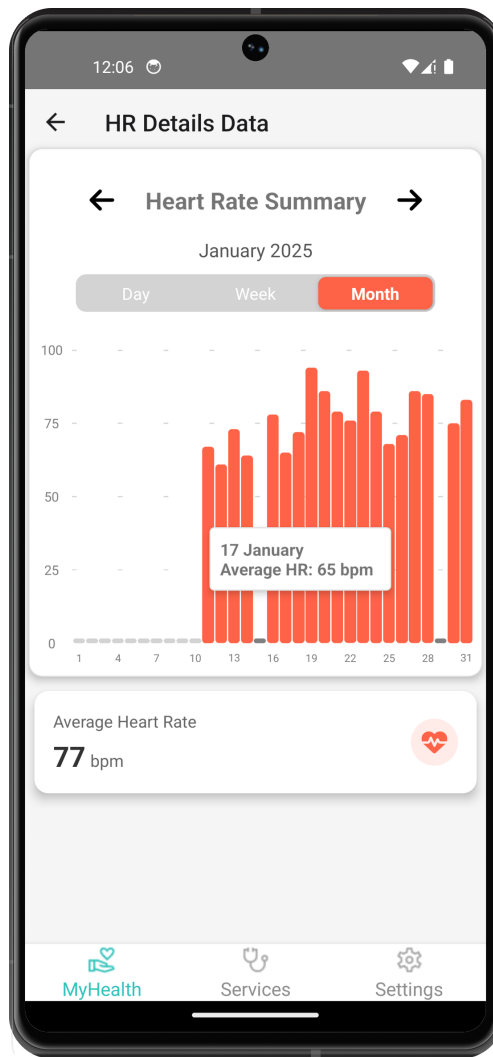 12:06
HR Details Data
Heart Rate Summary
January 2025
Day Week Month
100
75
50
25
0
17 January
Average HR: 65 bpm
1 4 7 10 13 16 19 22 25 28 31
Average Heart Rate
77 bpm
MyHealth Services Settings